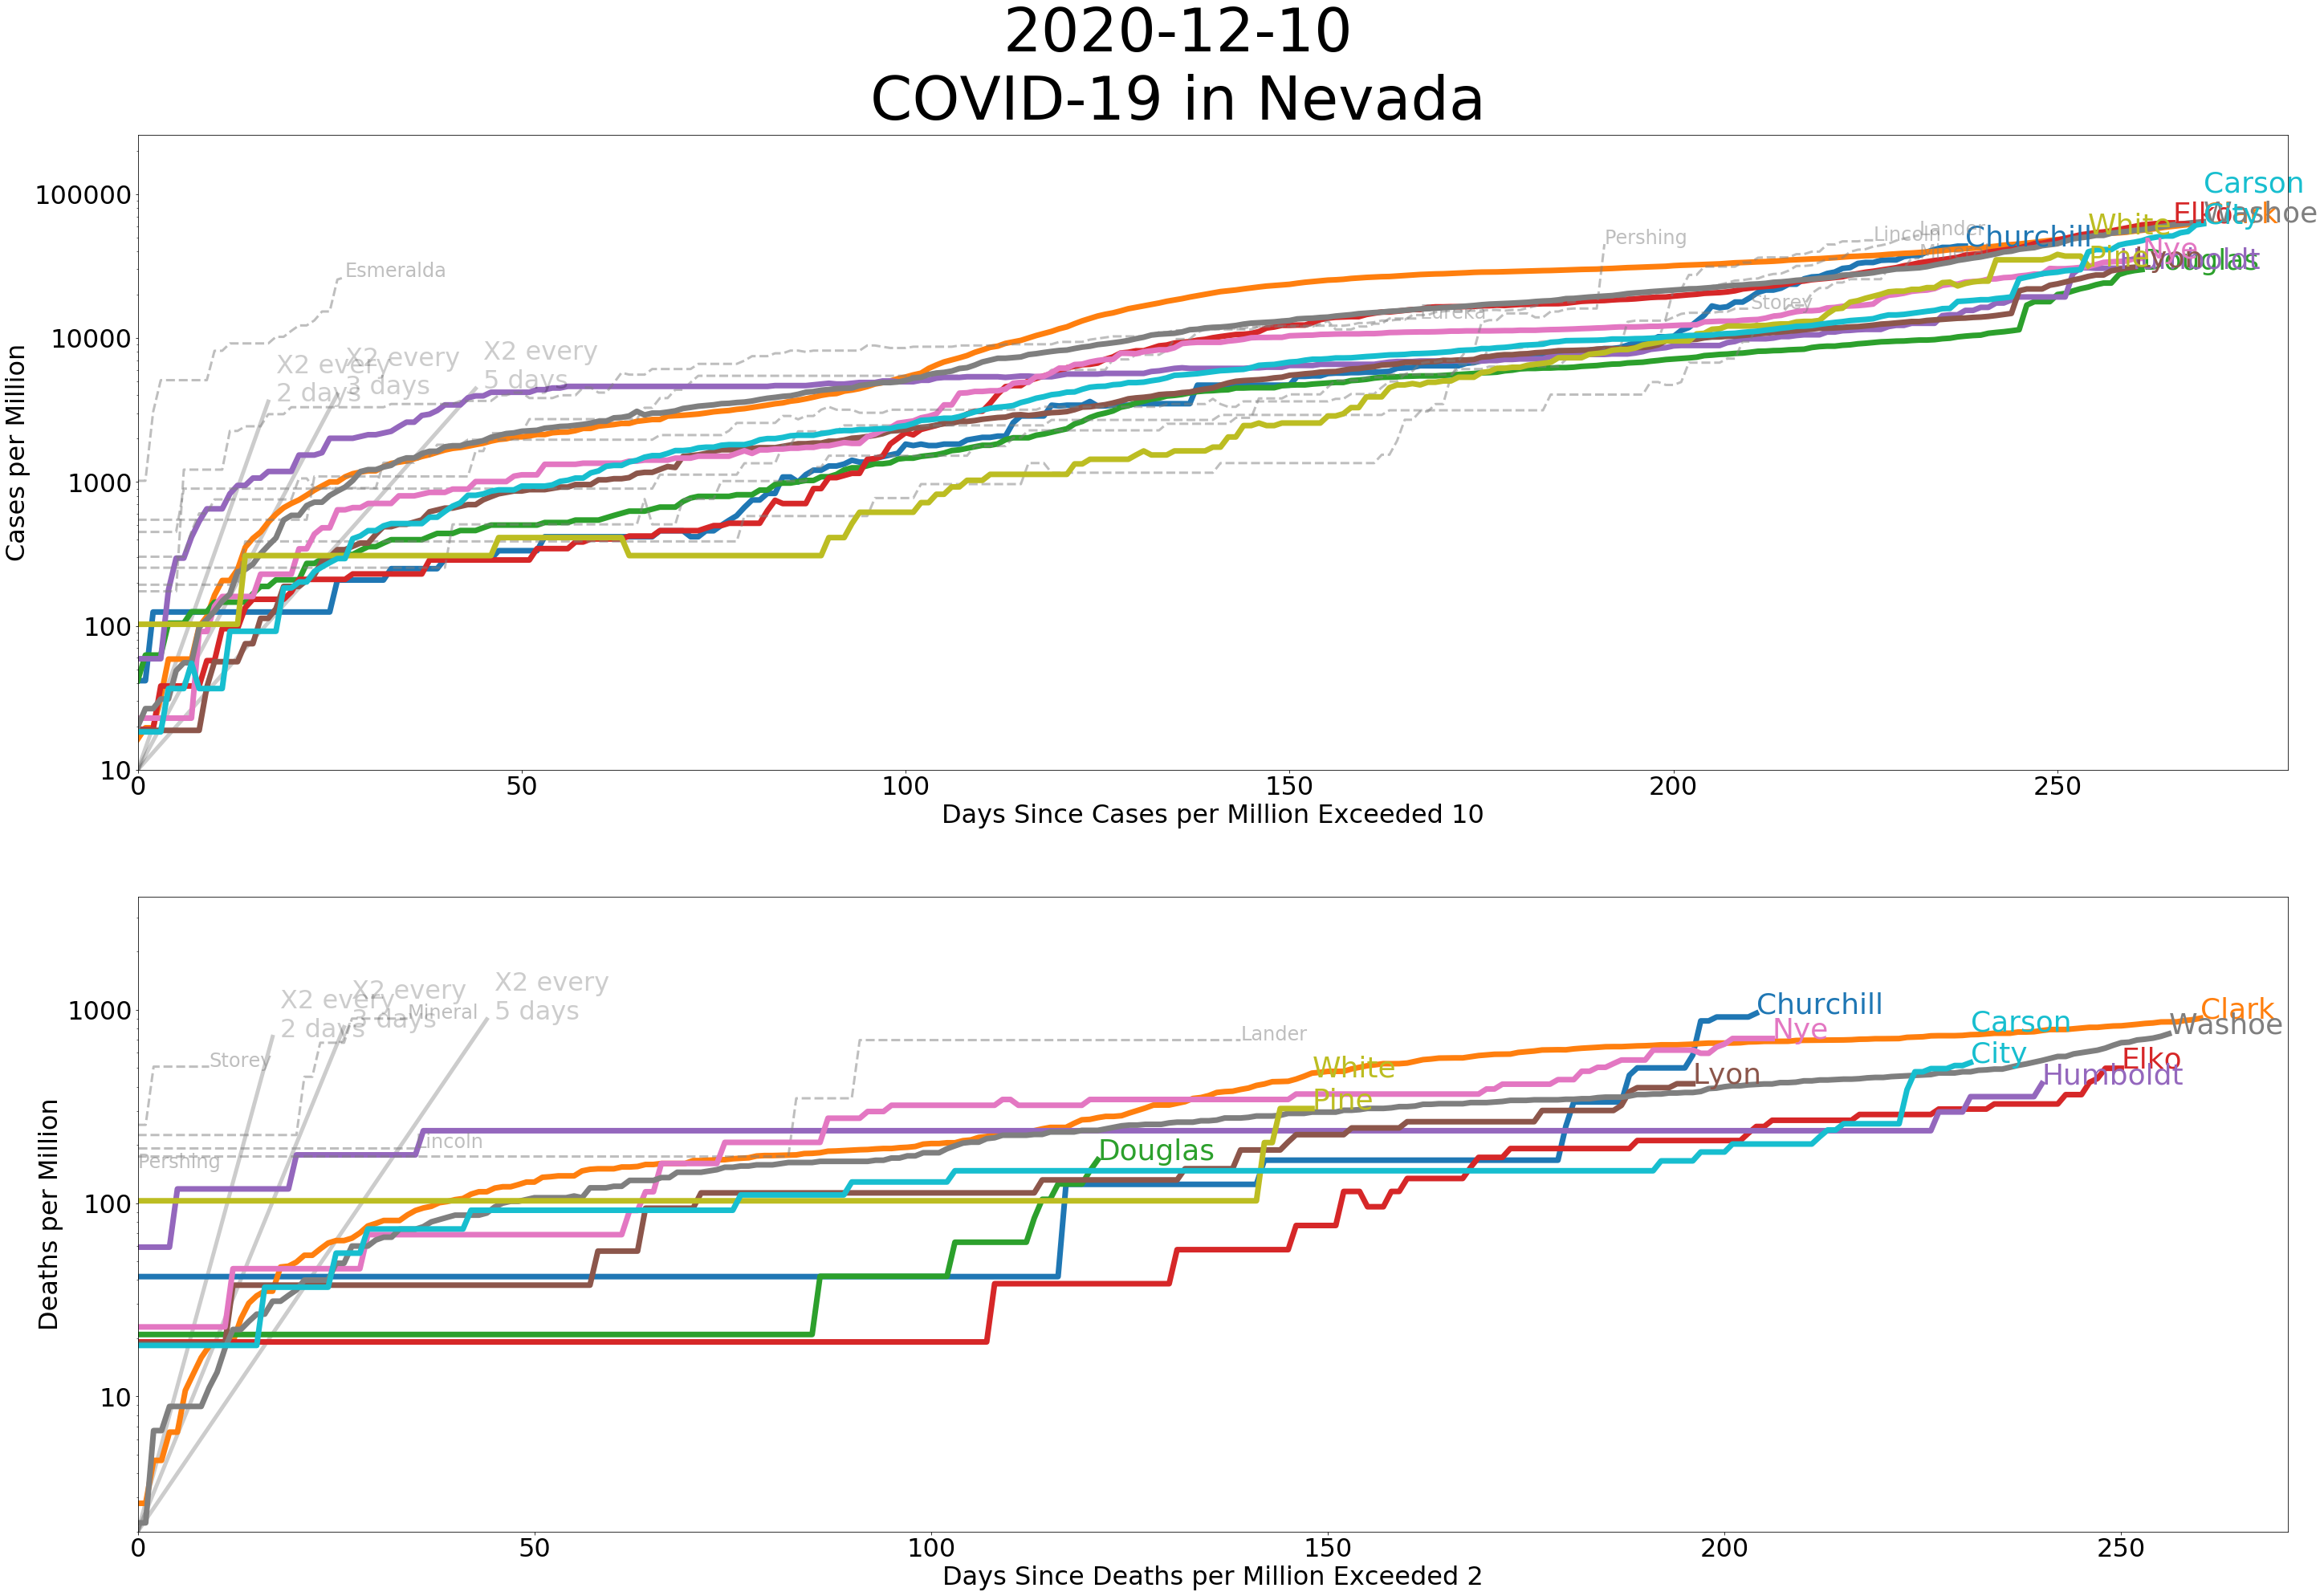 2020-12-10
COVID-19 in Nevada
Cases per Million
100000
10000
1000
100
10
Esmeralda
X2 every
2 days
X2 every
3 days
X2 every
5 days
Pershing
Lincoln
Lander
Eureka
Storey
Churchill
White
Pine
Elko
Washoe
Clark
Carson
City
Nye
Lyon
Humboldt
Douglas
0
50
100
150
200
250
Days Since Cases per Million Exceeded 10
Deaths per Million
1000
100
10
Storey
X2 every
2 days
X2 every
3 days
Mineral
X2 every
5 days
Pershing
Lincoln
Lander
White
Pine
Douglas
Churchill
Nye
Lyon
Carson
City
Clark
Washoe
Elko
Humboldt
0
50
100
150
200
250
Days Since Deaths per Million Exceeded 2